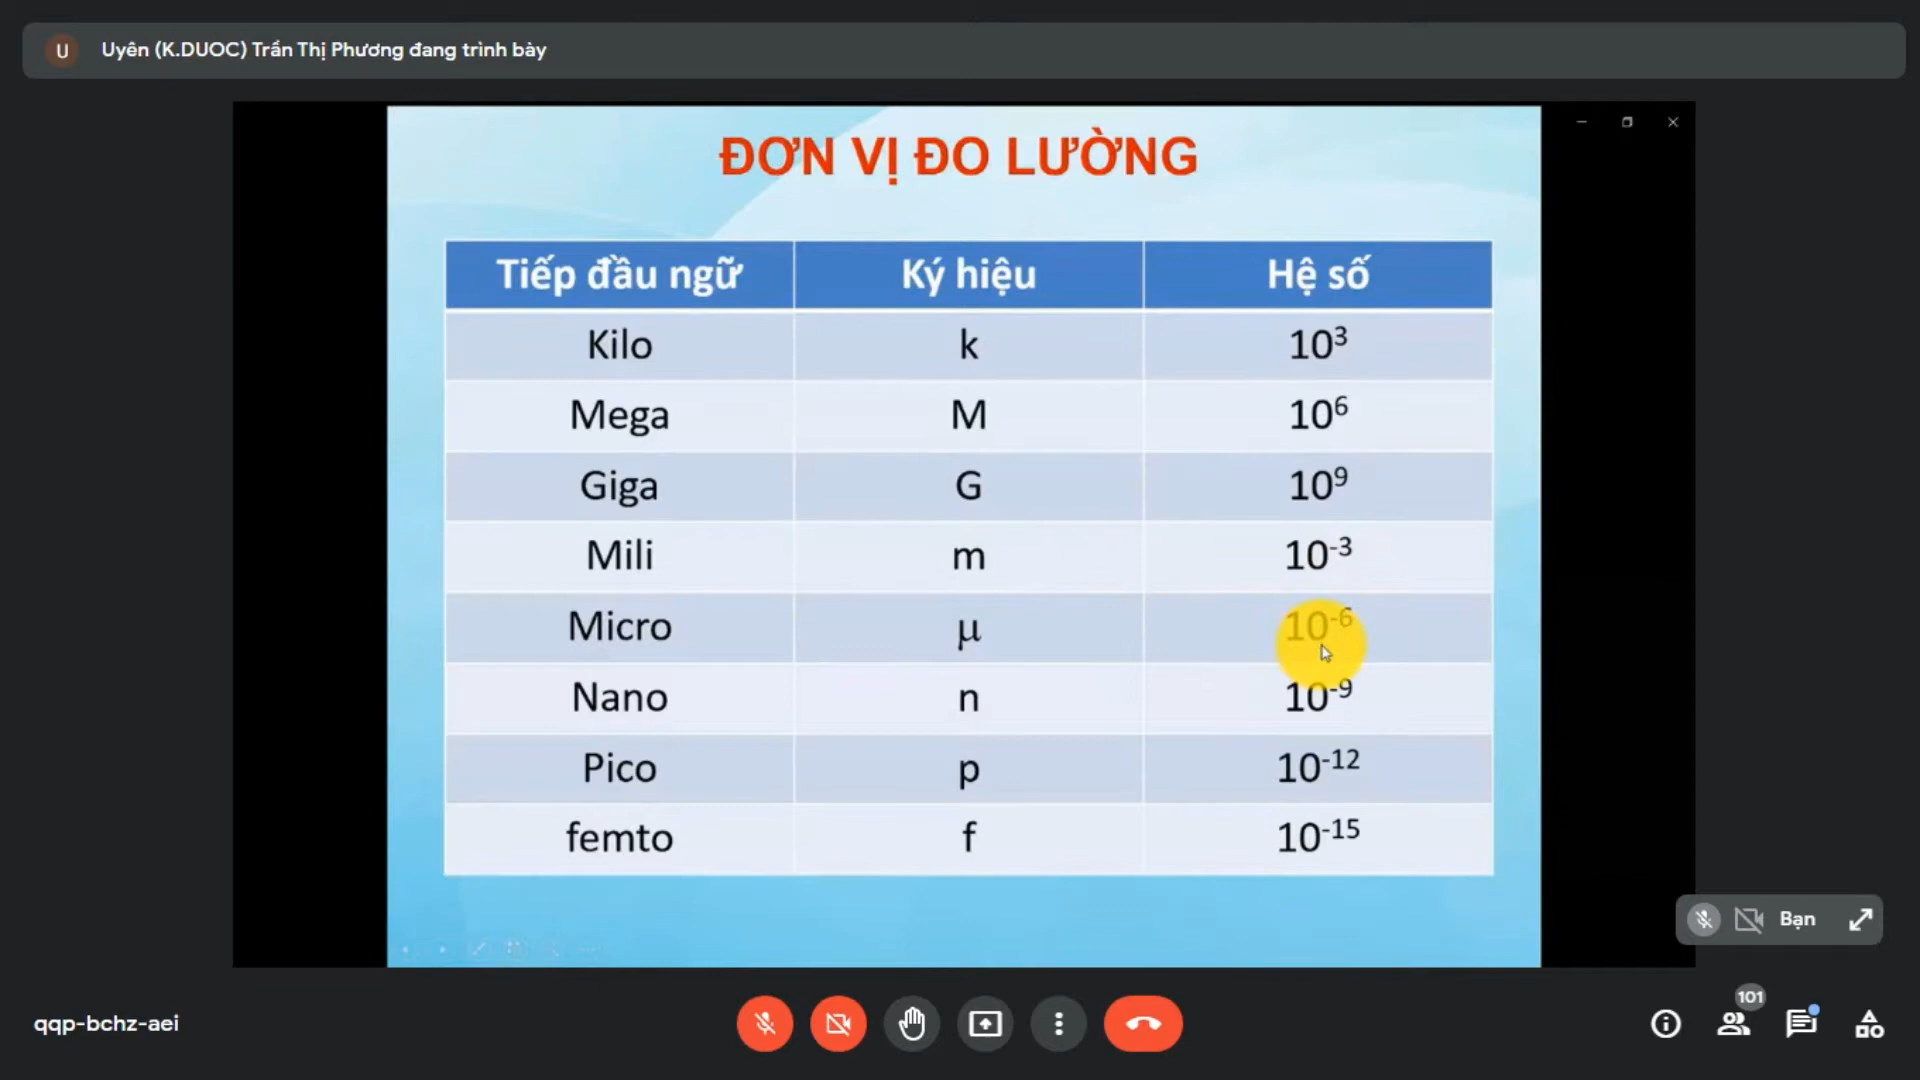 U Uyên (K.DUOC) Trần Thị Phương đang trình bày
ĐƠN VỊ ĐO LƯỜNG
Tiếp đầu ngữ Ký hiệu Hệ số
Kilo k 10³
Mega M 10⁶
Giga G 10⁹
Mili m 10⁻³
Micro μ 10⁻⁶
Nano n 10⁻⁹
Pico p 10⁻¹²
femto f 10⁻¹⁵
Bạn
qqp-bchz-aei
101